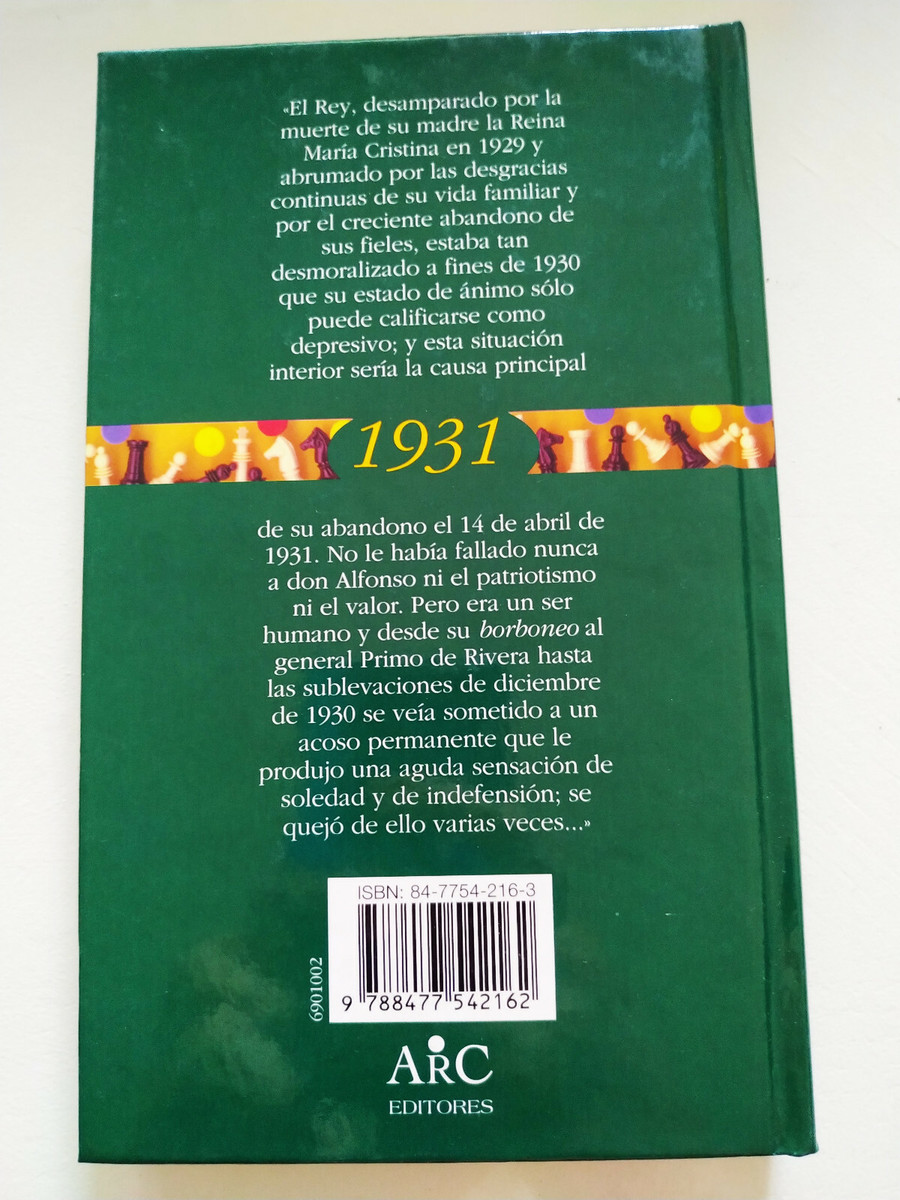 «El Rey, desamparado por la
muerte de su madre la Reina
María Cristina en 1929 y
abrumado por las desgracias
continuas de su vida familiar y
por el creciente abandono de
sus fieles, estaba tan
desmoralizado a fines de 1930
que su estado de ánimo sólo
puede calificarse como
depresivo; y esta situación
interior sería la causa principal
1931
de su abandono el 14 de abril de
1931. No le había fallado nunca
a don Alfonso ni el patriotismo
ni el valor. Pero era un ser
humano y desde su borboneo al
general Primo de Rivera hasta
las sublevaciones de diciembre
de 1930 se veía sometido a un
acoso permanente que le
produjo una aguda sensación de
soledad y de indefensión; se
quejó de ello varias veces...»
ISBN: 84-7754-216-3
9 788477 542162
6901002
ARC
EDITORES